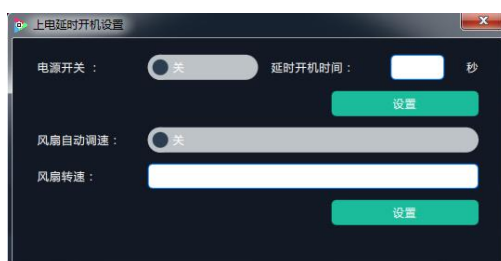 上电延时开机设置
电源开关 ： 关 延时开机时间： 秒
设置
风扇自动调速： 关
风扇转速：
设置